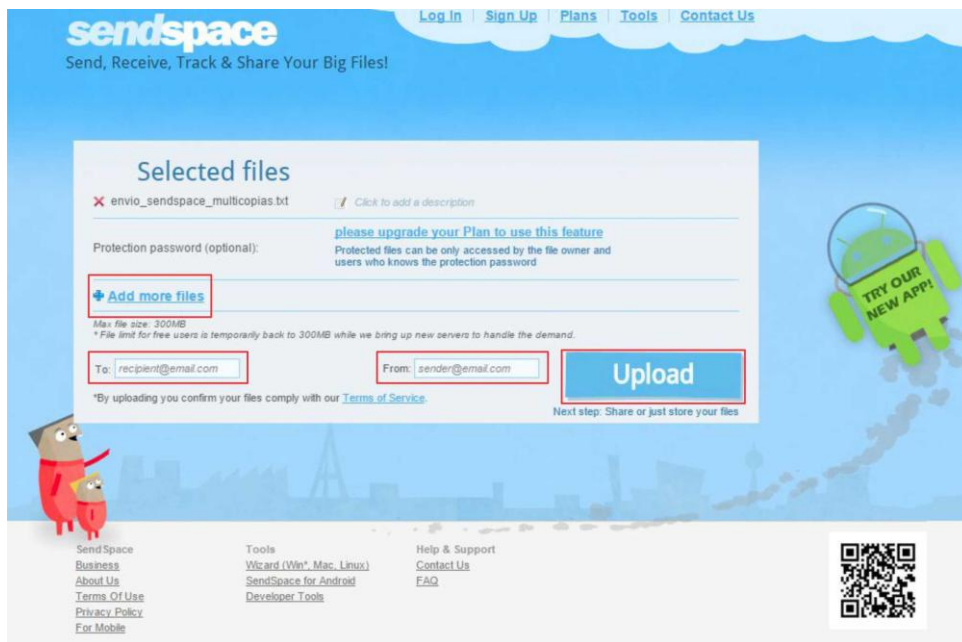 Log In | Sign Up | Plans | Tools | Contact Us
sendspace
Send, Receive, Track & Share Your Big Files!
Selected files
envio_sendspace_multicopias.txt
Click to add a description
Protection password (optional):
please upgrade your Plan to use this feature
Protected files can be only accessed by the file owner and
users who knows the protection password
Add more files
Max file size: 300MB
* File limit for free users is temporarily back to 300MB while we bring up new servers to handle the demand.
To: recipient@email.com
From: sender@email.com
Upload
*By uploading you confirm your files comply with our Terms of Service.
Next step: Share or just store your files
TRY OUR
NEW APP!
SendSpace
Business
About Us
Terms Of Use
Privacy Policy
For Mobile
Tools
Wizard (Win*, Mac, Linux)
SendSpace for Android
Developer Tools
Help & Support
Contact Us
FAQ